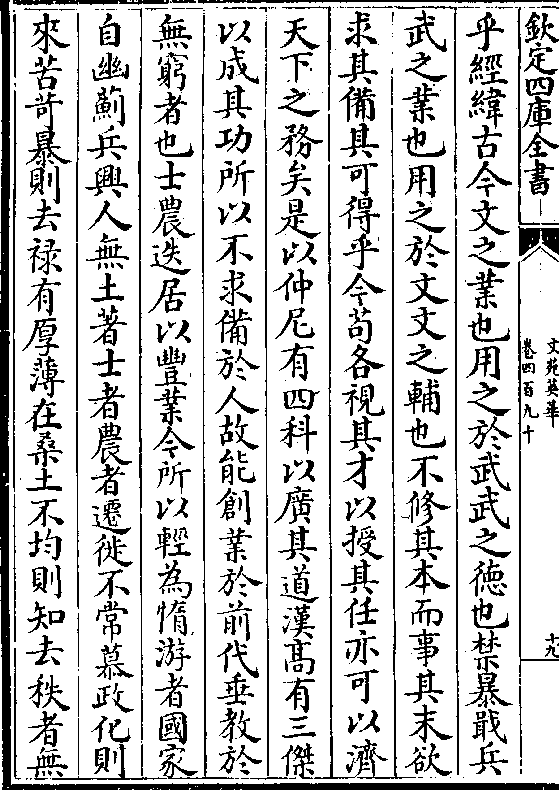 欽定四庫全書
文苑英華
卷四百九十
十九
乎經緯古今文之業也用之於武武之徳也禁暴戢兵
武之業也用之於文文之輔也不修其本而事其末欲
求其備其可得乎今苟各視其才以授其任亦可以濟
天下之務矣是以仲尼有四科以廣其道漢髙有三傑
以成其功所以不求備於人故能創業於前代垂教於
無窮者也士農迭居以豐業今所以輕為惰游者國家
自幽薊兵興人無土著士者農者遷徙不常慕政化則
來苦苛暴則去禄有厚薄在桑土不均則知去秩者無